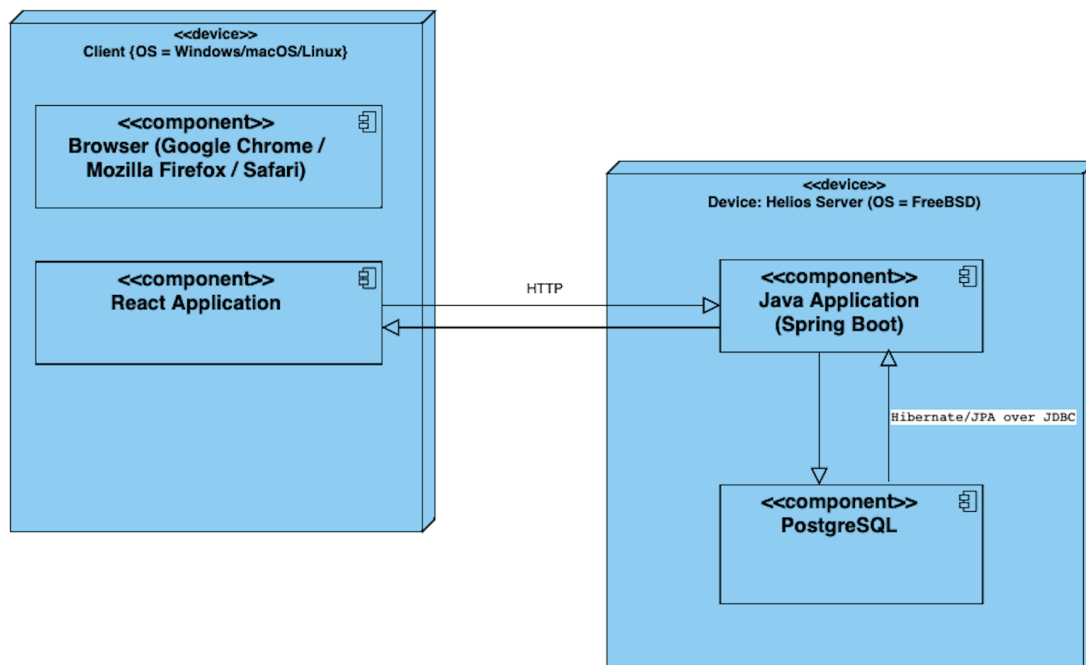 <<device>>
Client {OS = Windows/macOS/Linux}
<<component>>
Browser (Google Chrome /
Mozilla Firefox / Safari)
<<component>>
React Application
HTTP
<<device>>
Device: Helios Server (OS = FreeBSD)
<<component>>
Java Application
(Spring Boot)
Hibernate/JPA over JDBC
<<component>>
PostgreSQL